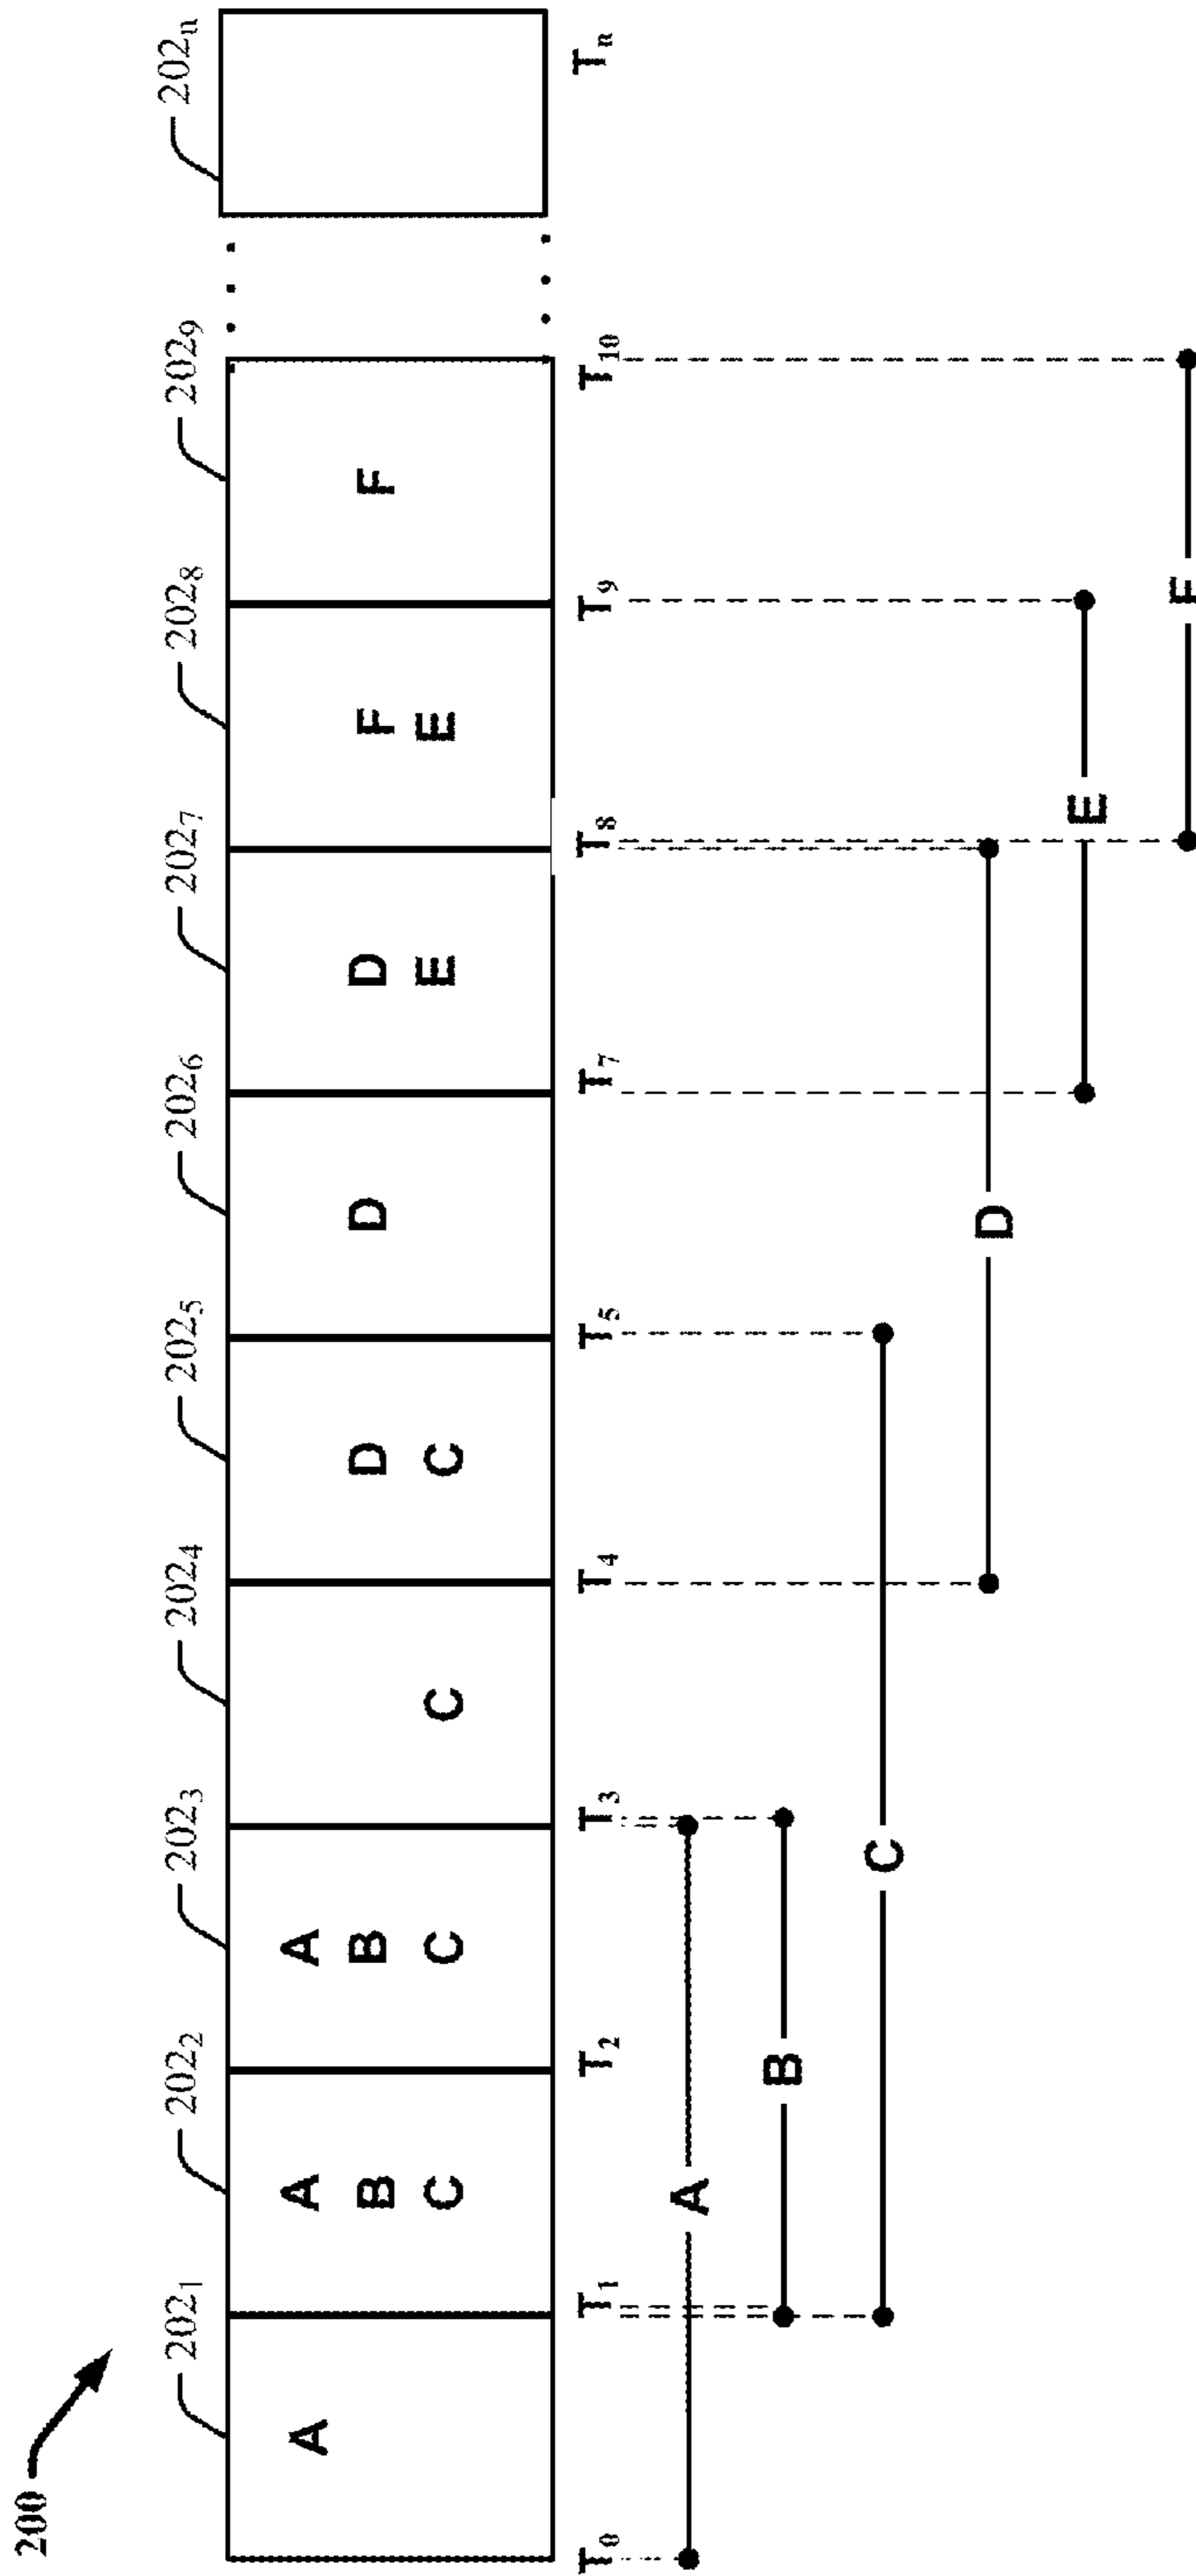 200
202₁ 202₂ 202₃ 202₄ 202₅ 202₆ 202₇ 202₈ 202₉ 202ₙ
A A A
B B D D D F F
C C C C E E
T₀ T₁ T₂ T₃ T₄ T₅ T₇ T₈ T₉ T₁₀ Tₙ
A
B
C
D
E
F